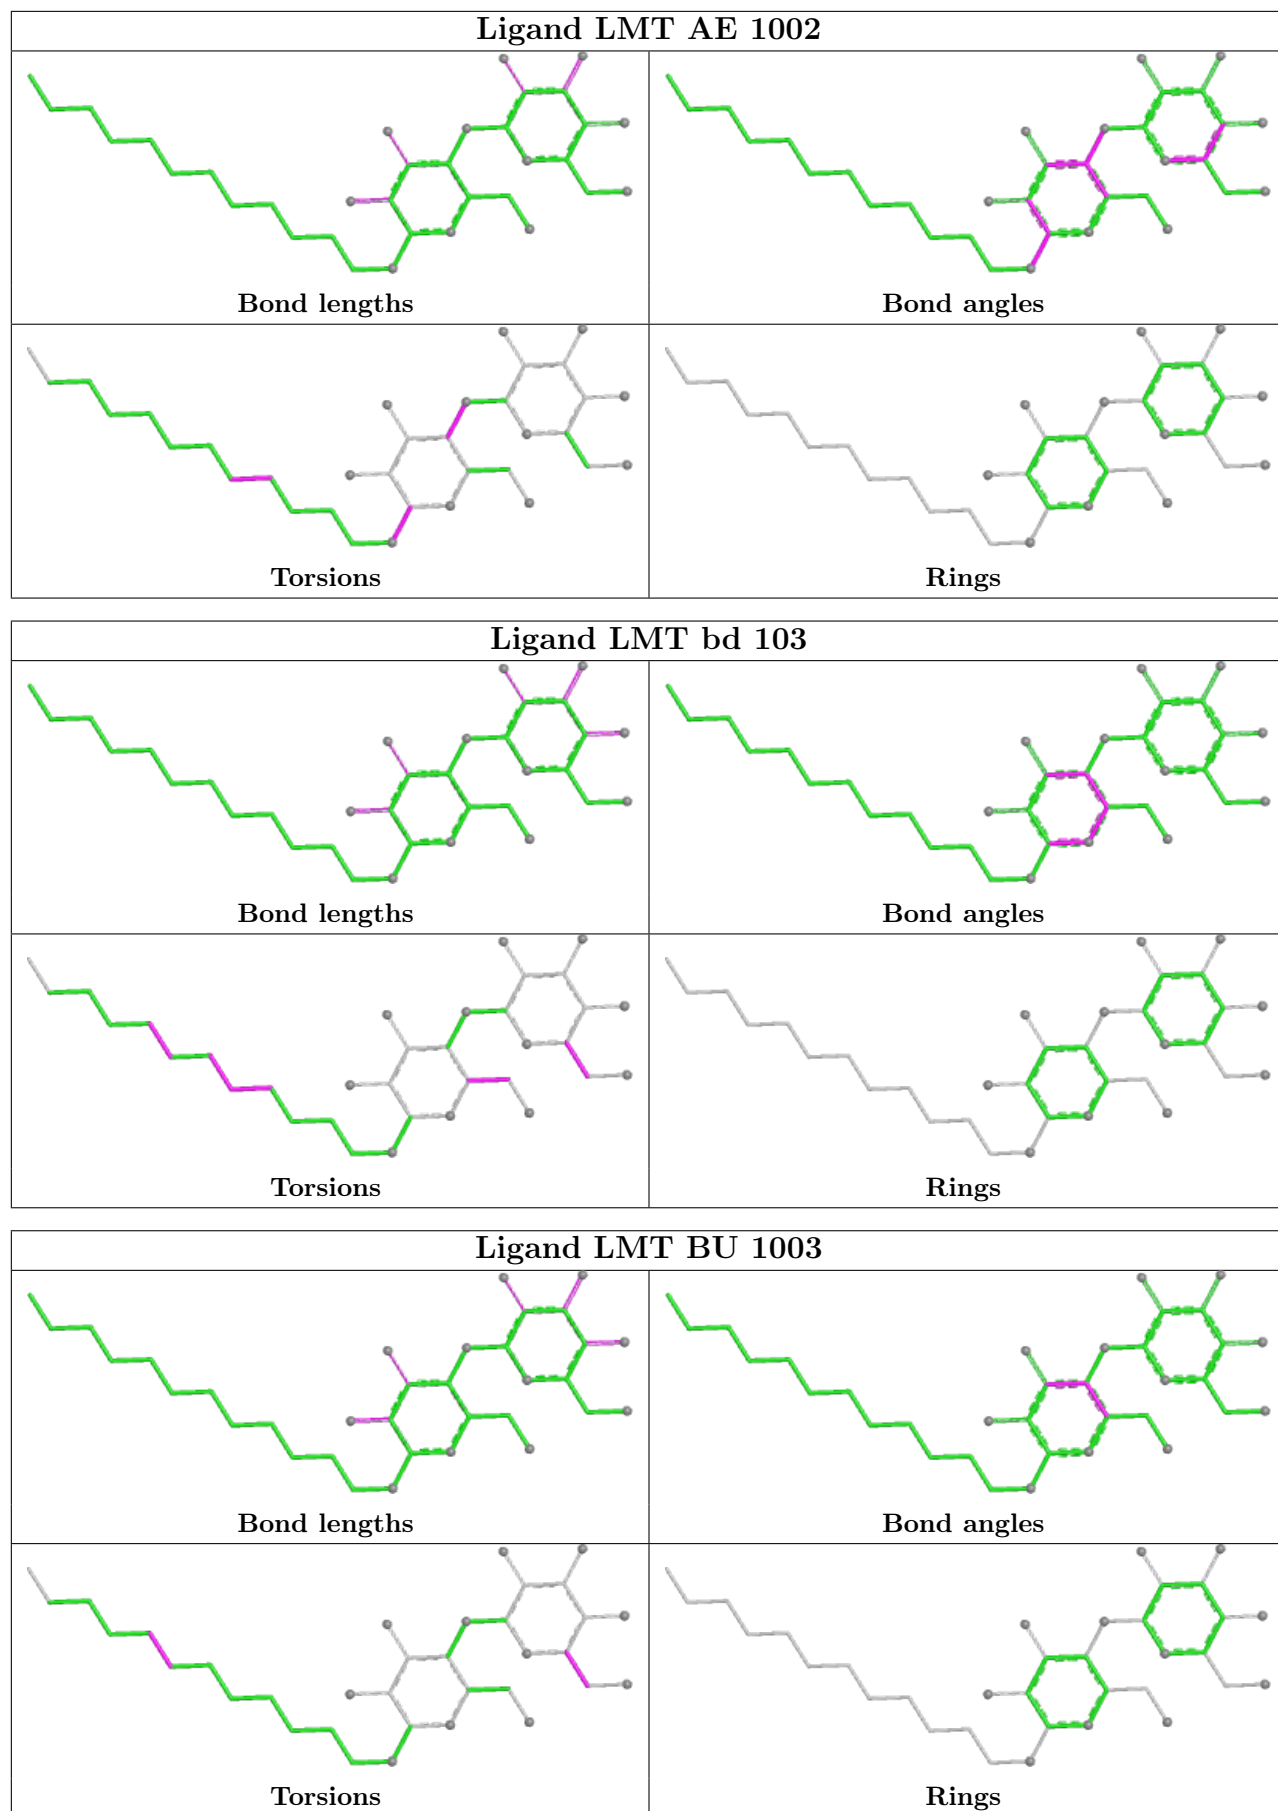 Ligand LMT AE 1002
Bond lengths
Bond angles
Torsions
Rings
Ligand LMT bd 103
Bond lengths
Bond angles
Torsions
Rings
Ligand LMT BU 1003
Bond lengths
Bond angles
Torsions
Rings